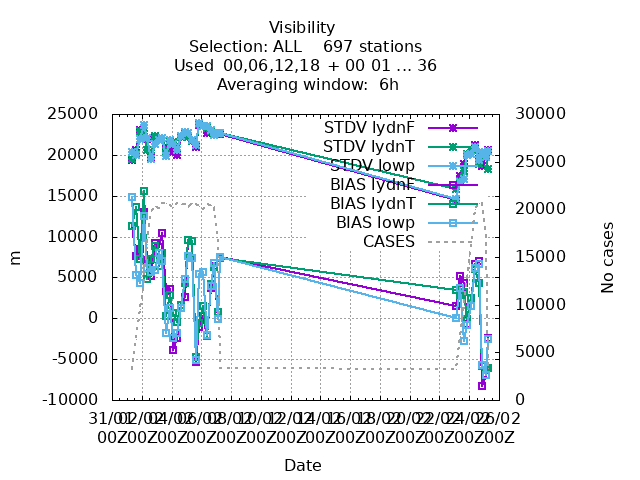 Visibility
Selection: ALL    697 stations
Used  00,06,12,18 + 00 01 ... 36
Averaging window:  6h
25000
20000
15000
10000
5000
0
-5000
-10000
m
30000
25000
20000
15000
10000
5000
0
No cases
STDV lydnF
STDV lydnT
STDV lowp
BIAS lydnF
BIAS lydnT
BIAS lowp
CASES
31/01 02/02 04/02 06/02 08/02 10/02 12/02 14/02 16/02 18/02 20/02 22/02 24/02 26/02
00Z 00Z 00Z 00Z 00Z 00Z 00Z 00Z 00Z 00Z 00Z 00Z 00Z 00Z
Date